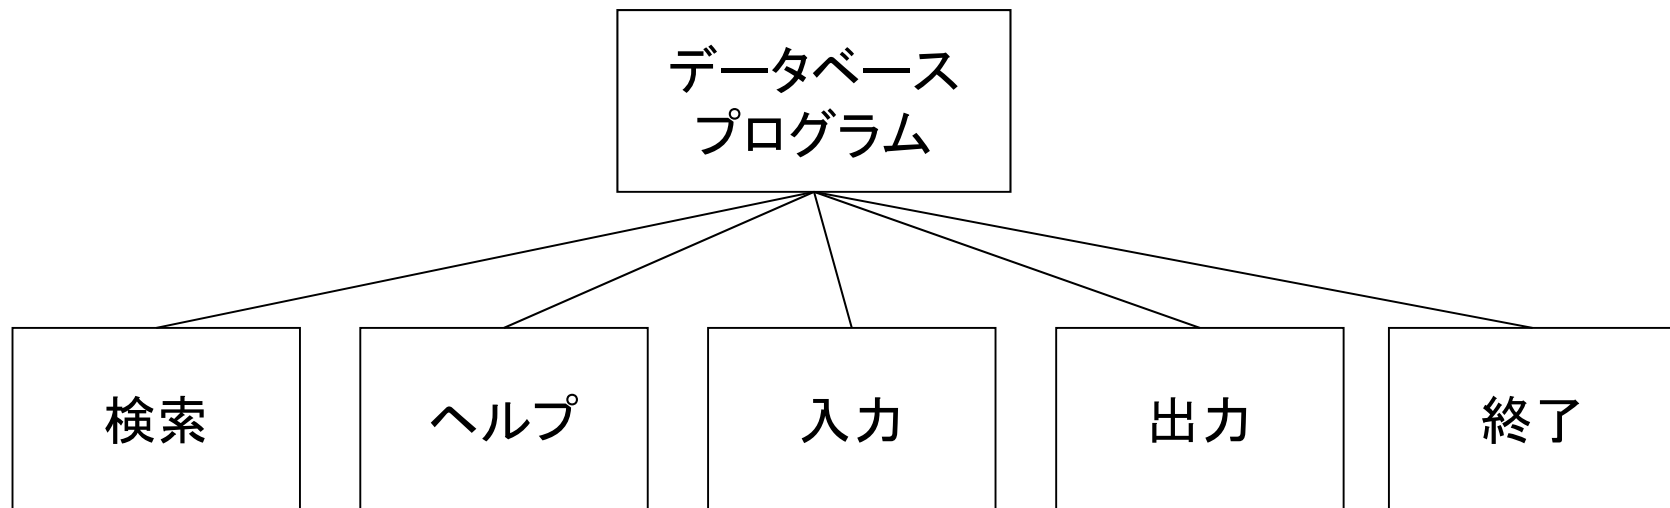 データベース
プログラム
検索
ヘルプ
入力
出力
終了